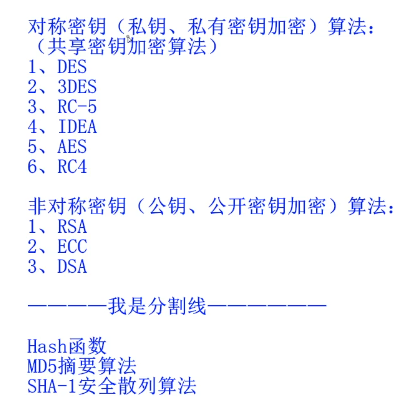 对称密钥（私钥、私有密钥加密）算法：
（共享密钥加密算法）
1、DES
2、3DES
3、RC-5
4、IDEA
5、AES
6、RC4
非对称密钥（公钥、公开密钥加密）算法：
1、RSA
2、ECC
3、DSA
————我是分割线——————
Hash函数
MD5摘要算法
SHA-1安全散列算法